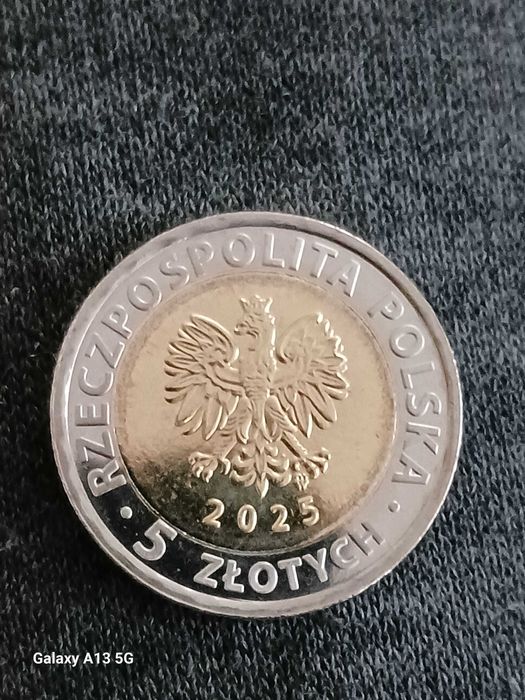 RZECZPOSPOLITA POLSKA
2025
· 5 ZŁOTYCH ·
Galaxy A13 5G